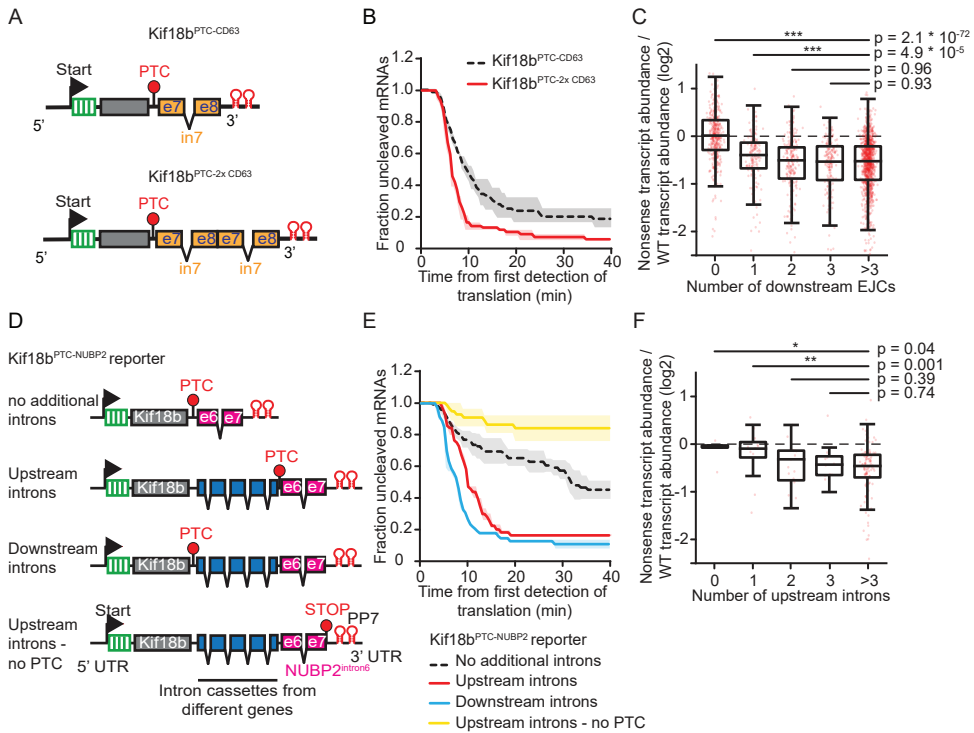 A
Kif18b^PTC-CD63
Start
PTC
e7
e8
5’
3’
in7
Kif18b^PTC-2x CD63
Start
PTC
e7
e8
e7
e8
5’
3’
in7
in7
B
Kif18b^PTC-CD63
Kif18b^PTC-2x CD63
Fraction uncleaved mRNAs
1.0
0.8
0.6
0.4
0.2
0
0
10
20
30
40
Time from first detection of
translation (min)
C
***
p = 2.1 * 10^-72
***
p = 4.9 * 10^-5
p = 0.96
p = 0.93
Nonsense transcript abundance /
WT transcript abundance (log2)
1
0
-1
-2
0
1
2
3
>3
Number of downstream EJCs
D
Kif18b^PTC-NUBP2 reporter
no additional
introns
PTC
Kif18b
e6
e7
Upstream
introns
PTC
Kif18b
e6
e7
Downstream
introns
PTC
Kif18b
e6
e7
Upstream
introns -
no PTC
Start
STOP
PP7
Kif18b
e6
e7
5’ UTR
3’ UTR
NUBP2^intron6
Intron cassettes from
different genes
E
Fraction uncleaved mRNAs
1.0
0.8
0.6
0.4
0.2
0
0
10
20
30
40
Time from first detection of
translation (min)
Kif18b^PTC-NUBP2 reporter
No additional introns
Upstream introns
Downstream introns
Upstream introns - no PTC
F
*
p = 0.04
**
p = 0.001
p = 0.39
p = 0.74
Nonsense transcript abundance /
WT transcript abundance (log2)
1
0
-1
-2
0
1
2
3
>3
Number of upstream introns